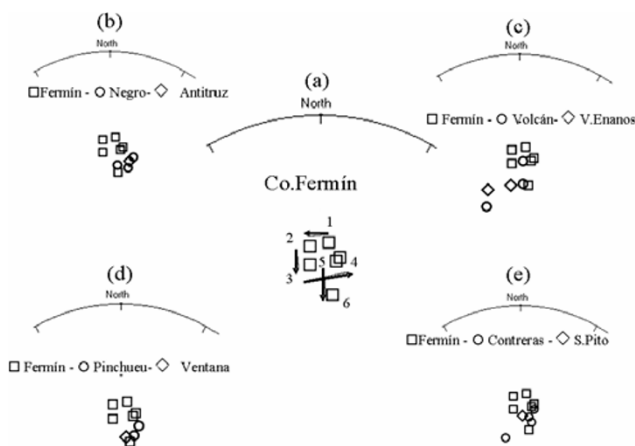 (b)
North
□Fermín - ○ Negro- ◇ Antitruz
(a)
North
Co.Fermín
1
2
3
4
5
6
(c)
North
□ Fermín - ○ Volcán- ◇ V.Enanos
(d)
North
□ Fermín - ○ Pinchueu- ◇ Ventana
(e)
North
□Fermín - ○ Contreras - ◇ S.Pito